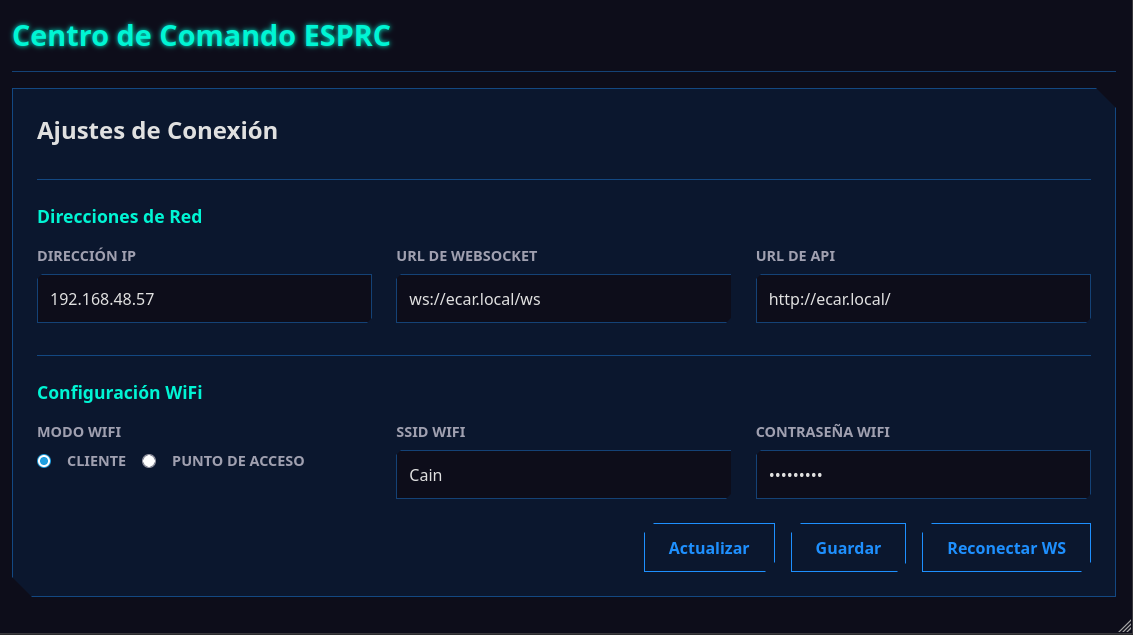 Centro de Comando ESPRC
Ajustes de Conexión
Direcciones de Red
DIRECCIÓN IP
URL DE WEBSOCKET
URL DE API
192.168.48.57
ws://ecar.local/ws
http://ecar.local/
Configuración WiFi
MODO WIFI
SSID WIFI
CONTRASEÑA WIFI
CLIENTE
PUNTO DE ACCESO
Cain
•••••••••
Actualizar
Guardar
Reconectar WS